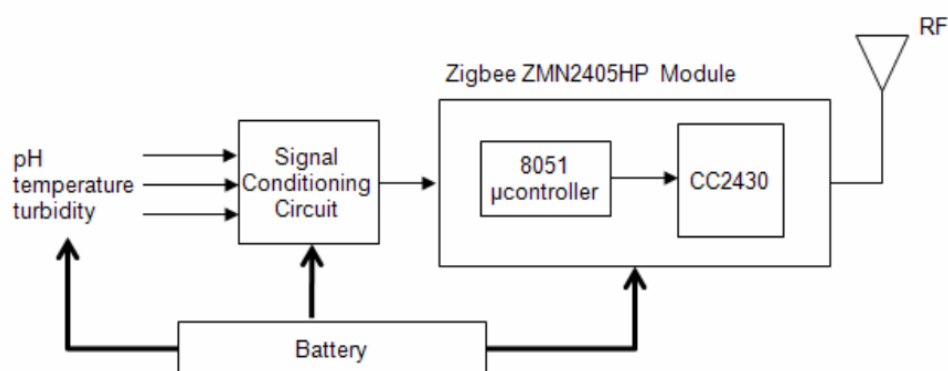 RF
Zigbee ZMN2405HP Module
pH
temperature
turbidity
Signal
Conditioning
Circuit
8051
µcontroller
CC2430
Battery